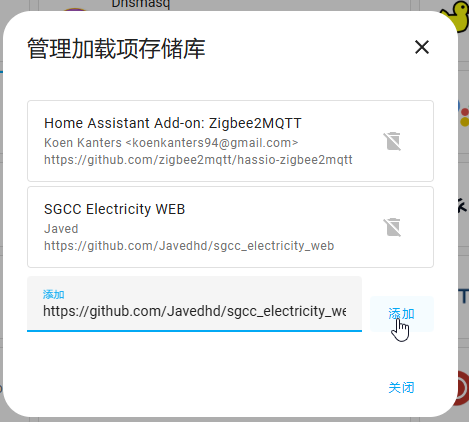 Dnsmasq
管理加载项存储库
Home Assistant Add-on: Zigbee2MQTT
Koen Kanters <koenkanters94@gmail.com>
https://github.com/zigbee2mqtt/hassio-zigbee2mqtt
SGCC Electricity WEB
Javed
https://github.com/Javedhd/sgcc_electricity_web
添加
https://github.com/Javedhd/sgcc_electricity_we
添加
关闭